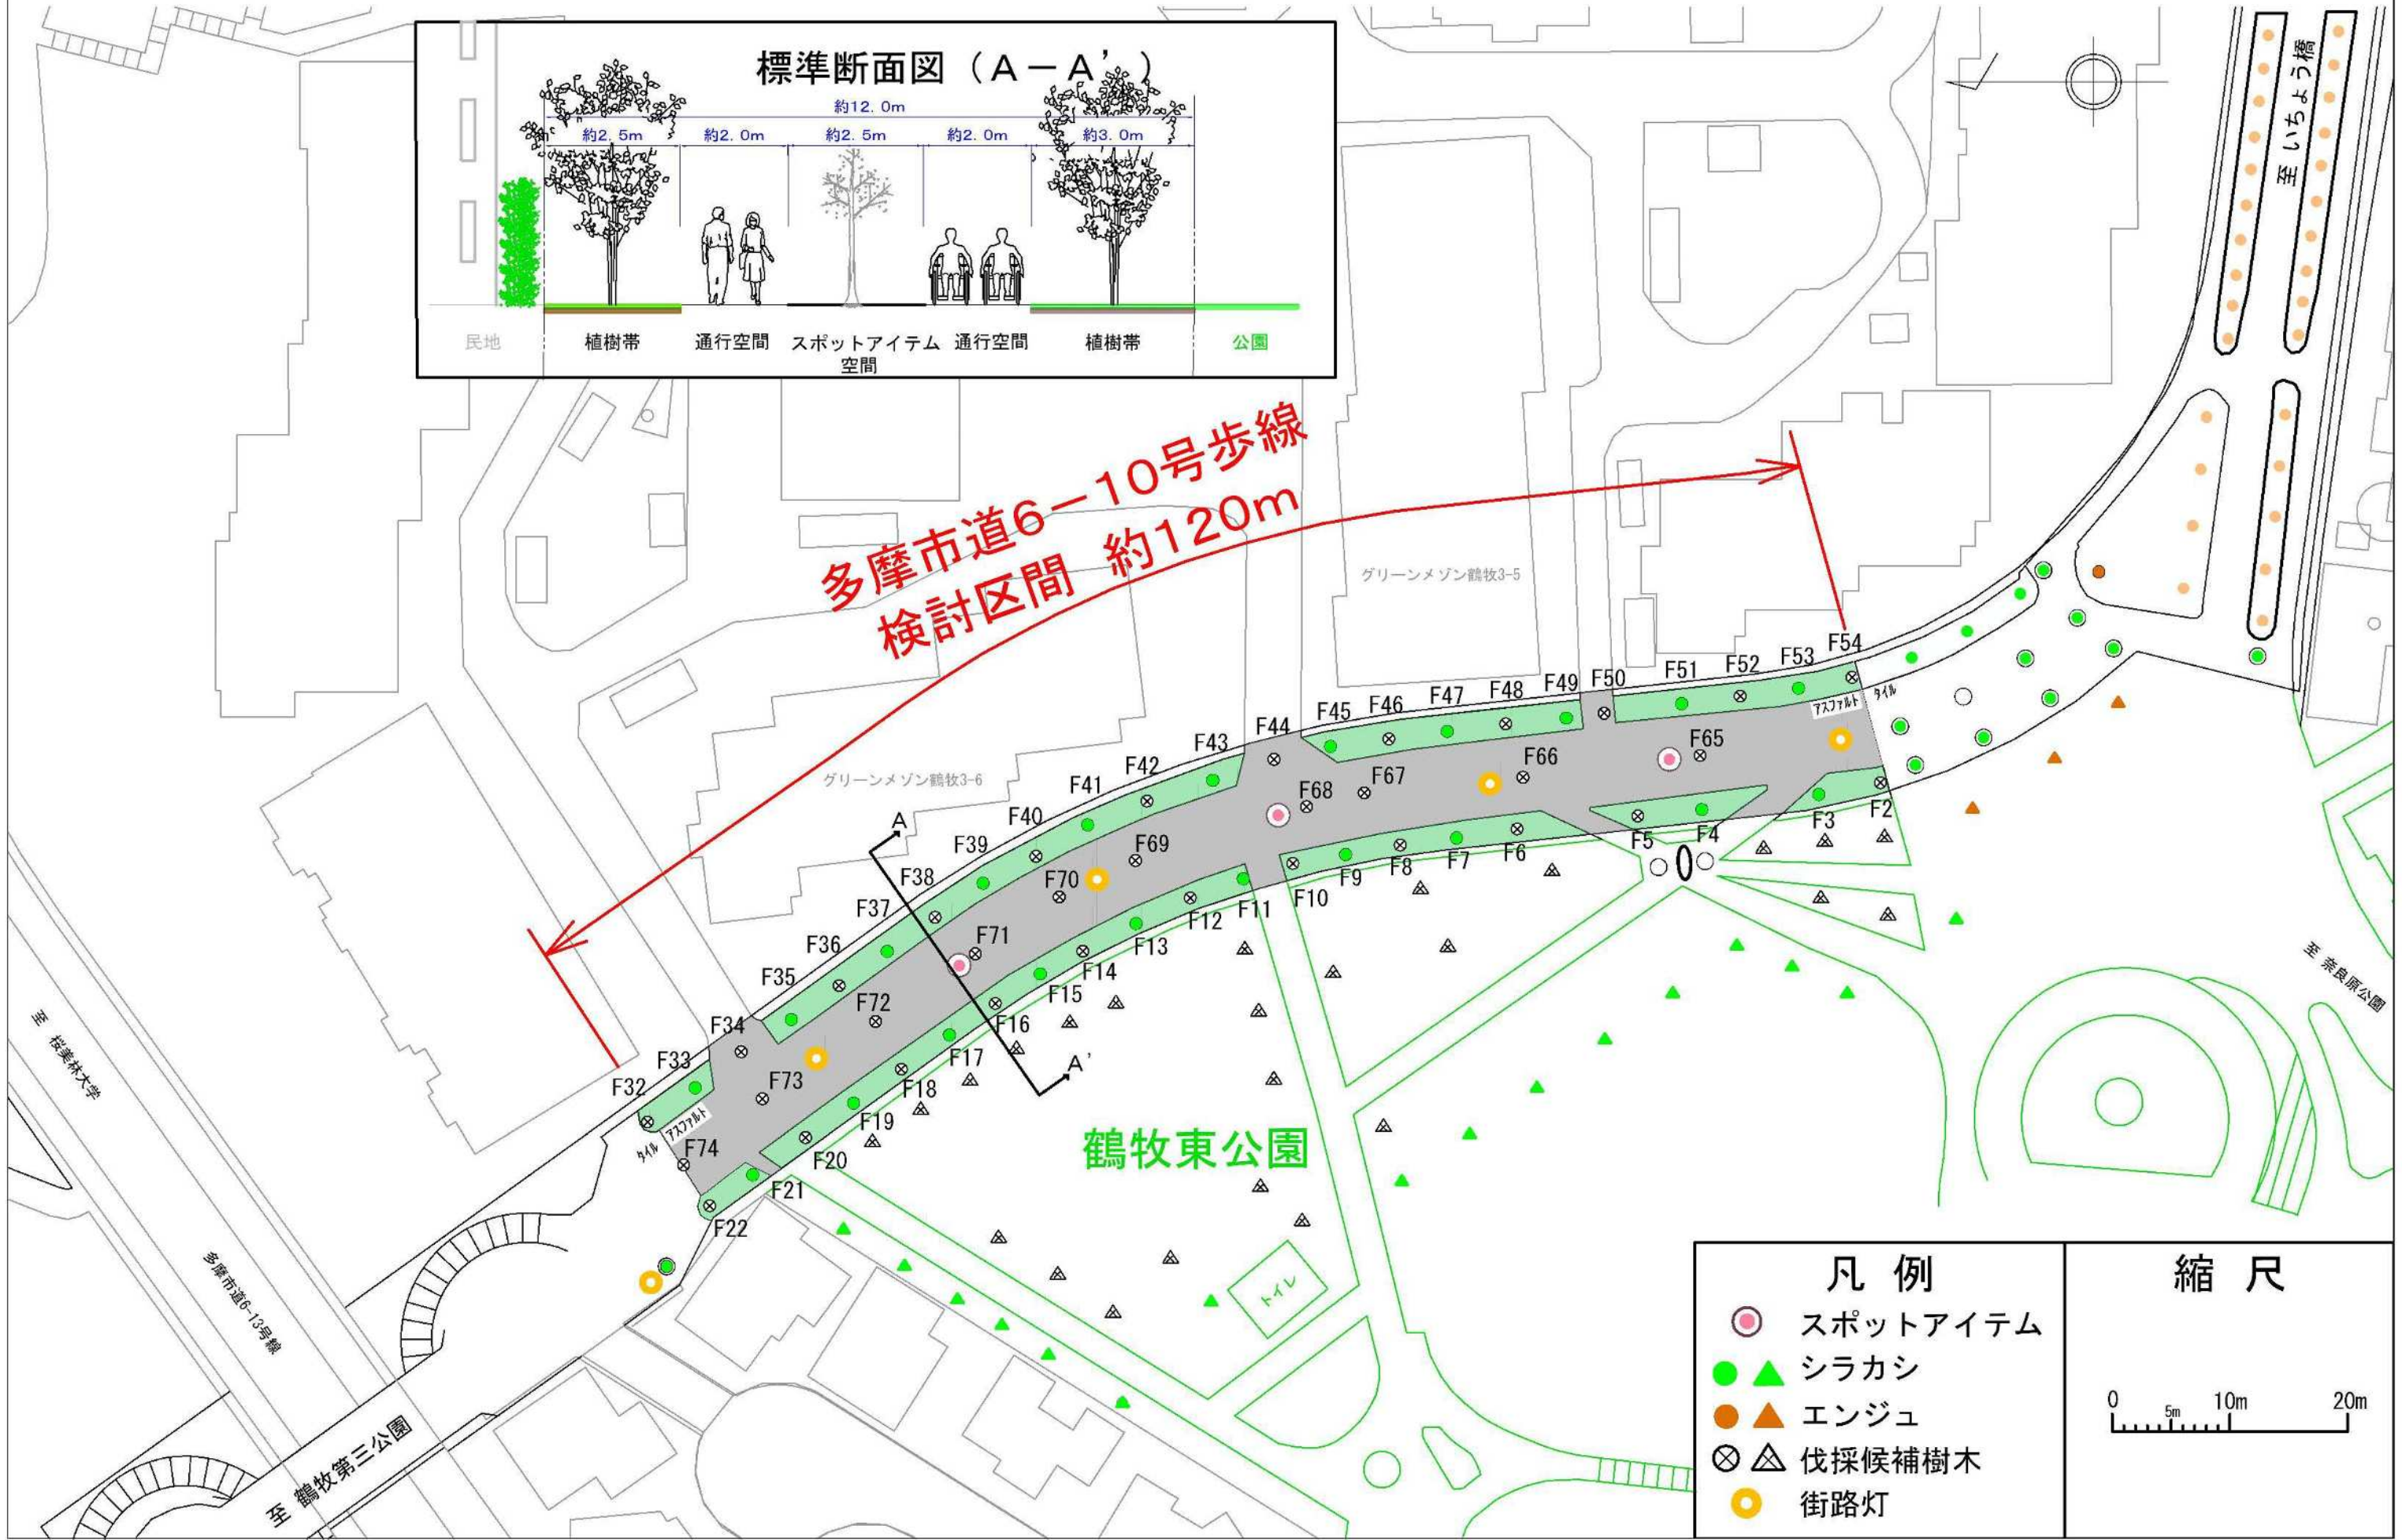 標準断面図（A－A'）
約12.0m
約2.5m
約2.0m
約2.5m
約2.0m
約3.0m
民地
植樹帯
通行空間
スポットアイテム
空間
通行空間
植樹帯
公園
至 いちょう橋
多摩市道6－10号歩線
検討区間 約120m
グリーンメゾン鶴牧3-5
グリーンメゾン鶴牧3-6
F54
F53
F52
F51
F50
F49
F48
F47
F46
F45
F44
F43
F42
F41
F40
F39
F38
F37
F36
F35
F34
F33
F32
タイル
アスファルト
F65
F66
F67
F68
F69
F70
F71
F72
F73
F74
F2
F3
F4
F5
F6
F7
F8
F9
F10
F11
F12
F13
F14
F15
F16
F17
F18
F19
F20
F21
F22
アスファルト
タイル
A
A'
鶴牧東公園
トイレ
至 奈良原公園
至 桜美林大学
多摩市道6-13号線
至 鶴牧第三公園
凡 例
スポットアイテム
シラカシ
エンジュ
伐採候補樹木
街路灯
縮 尺
0
5m
10m
20m